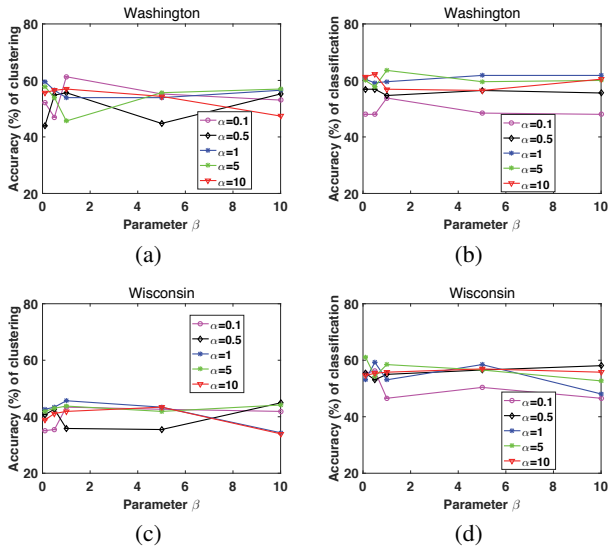 Washington
Accuracy (%) of clustering
80
60
40
20
0 2 4 6 8 10
Parameter β
α=0.1
α=0.5
α=1
α=5
α=10
(a)
Washington
Accuracy (%) of classification
80
60
40
20
0 2 4 6 8 10
Parameter β
α=0.1
α=0.5
α=1
α=5
α=10
(b)
Wisconsin
Accuracy (%) of clustering
80
60
40
20
0 2 4 6 8 10
Parameter β
α=0.1
α=0.5
α=1
α=5
α=10
(c)
Wisconsin
Accuracy (%) of classification
80
60
40
20
0 2 4 6 8 10
Parameter β
α=0.1
α=0.5
α=1
α=5
α=10
(d)